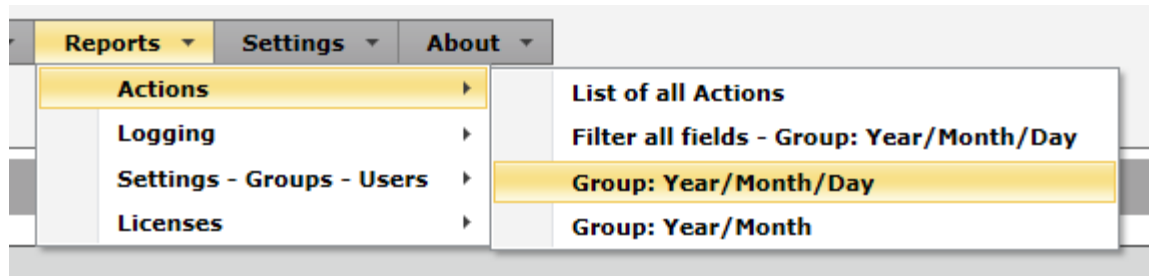 Reports Settings About
Actions
Logging
Settings - Groups - Users
Licenses
List of all Actions
Filter all fields - Group: Year/Month/Day
Group: Year/Month/Day
Group: Year/Month